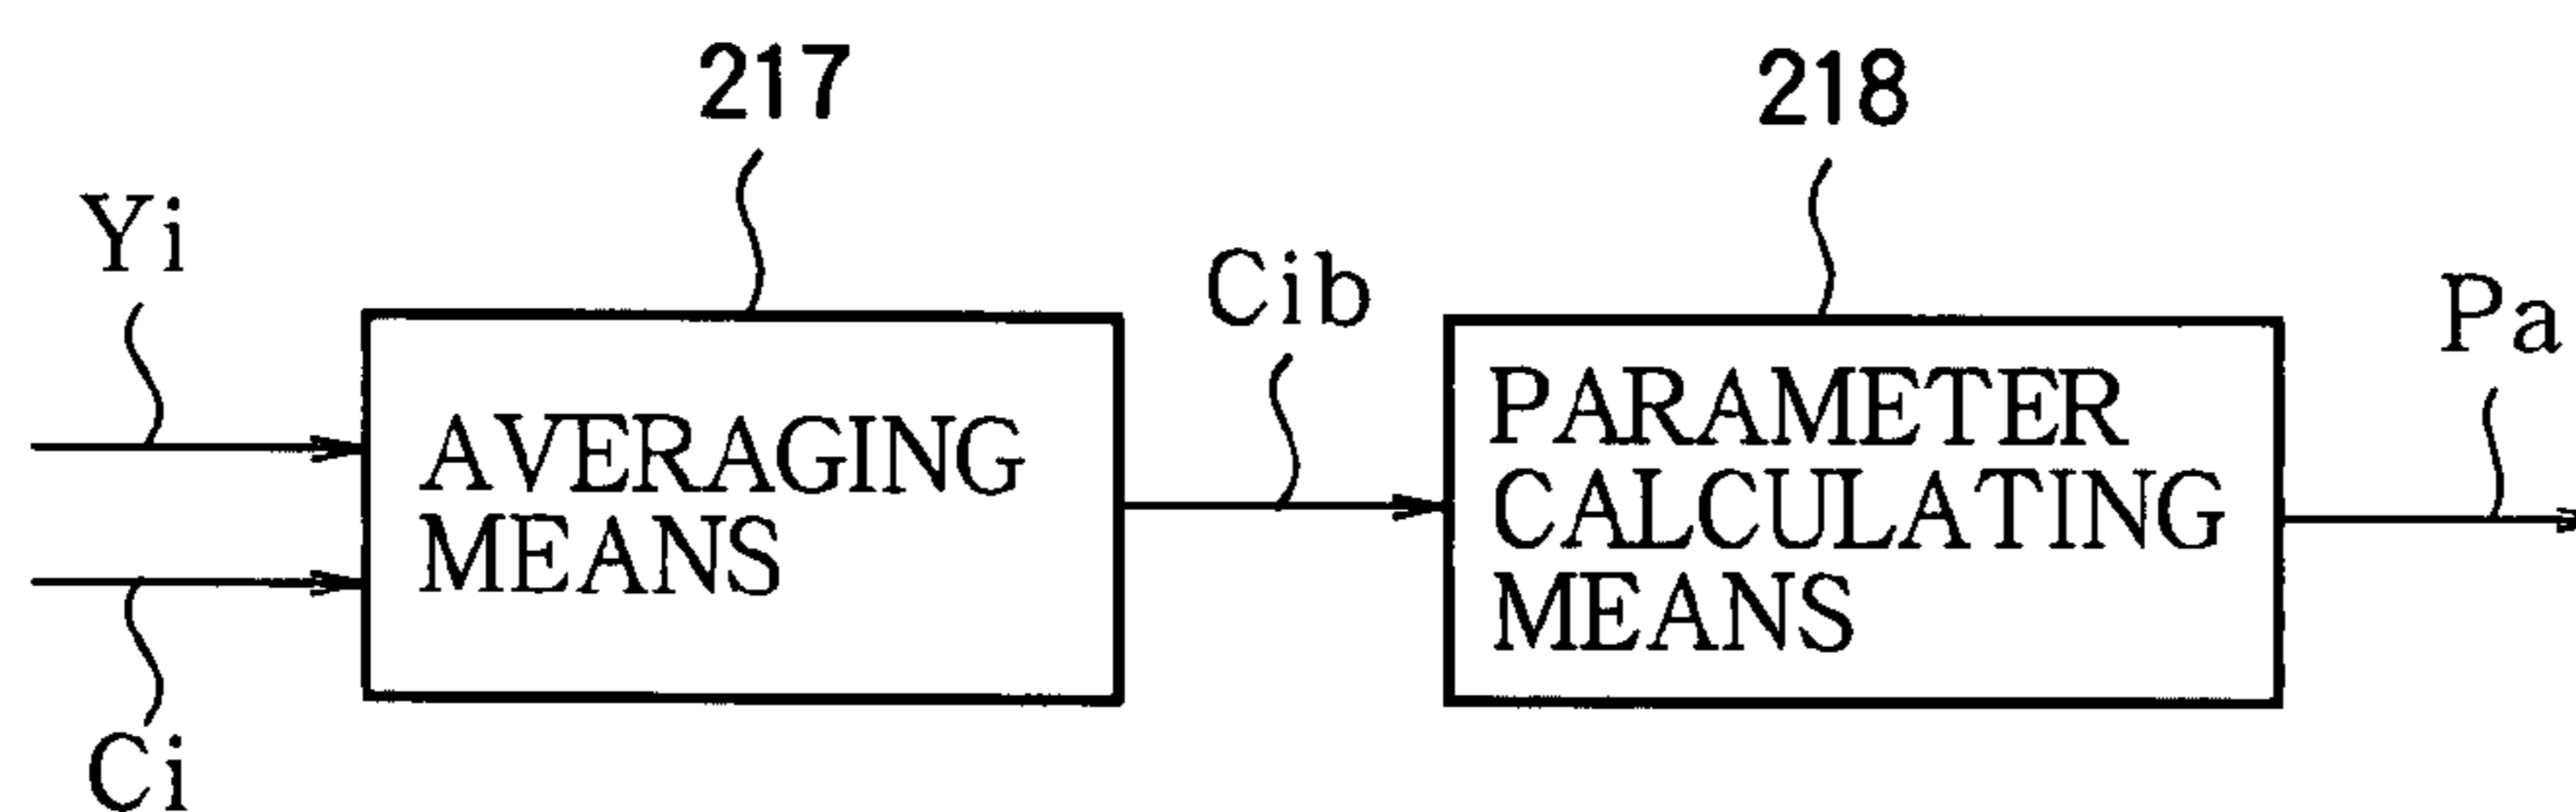 217
218
Yi
Cib
Pa
AVERAGING
MEANS
PARAMETER
CALCULATING
MEANS
Ci